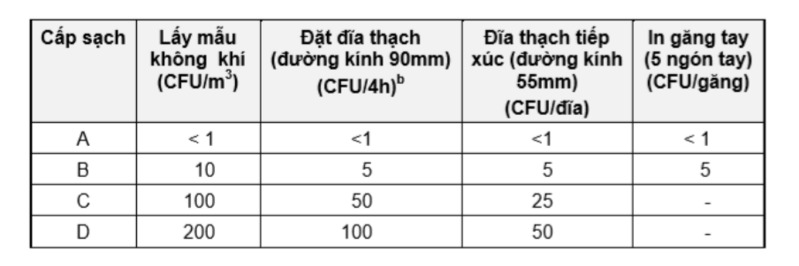 Cấp sạch | Lấy mẫu không khí (CFU/m³) | Đặt đĩa thạch (đường kính 90mm) (CFU/4h)ᵇ | Đĩa thạch tiếp xúc (đường kính 55mm) (CFU/đĩa) | In găng tay (5 ngón tay) (CFU/găng)
A | < 1 | <1 | <1 | < 1
B | 10 | 5 | 5 | 5
C | 100 | 50 | 25 | -
D | 200 | 100 | 50 | -